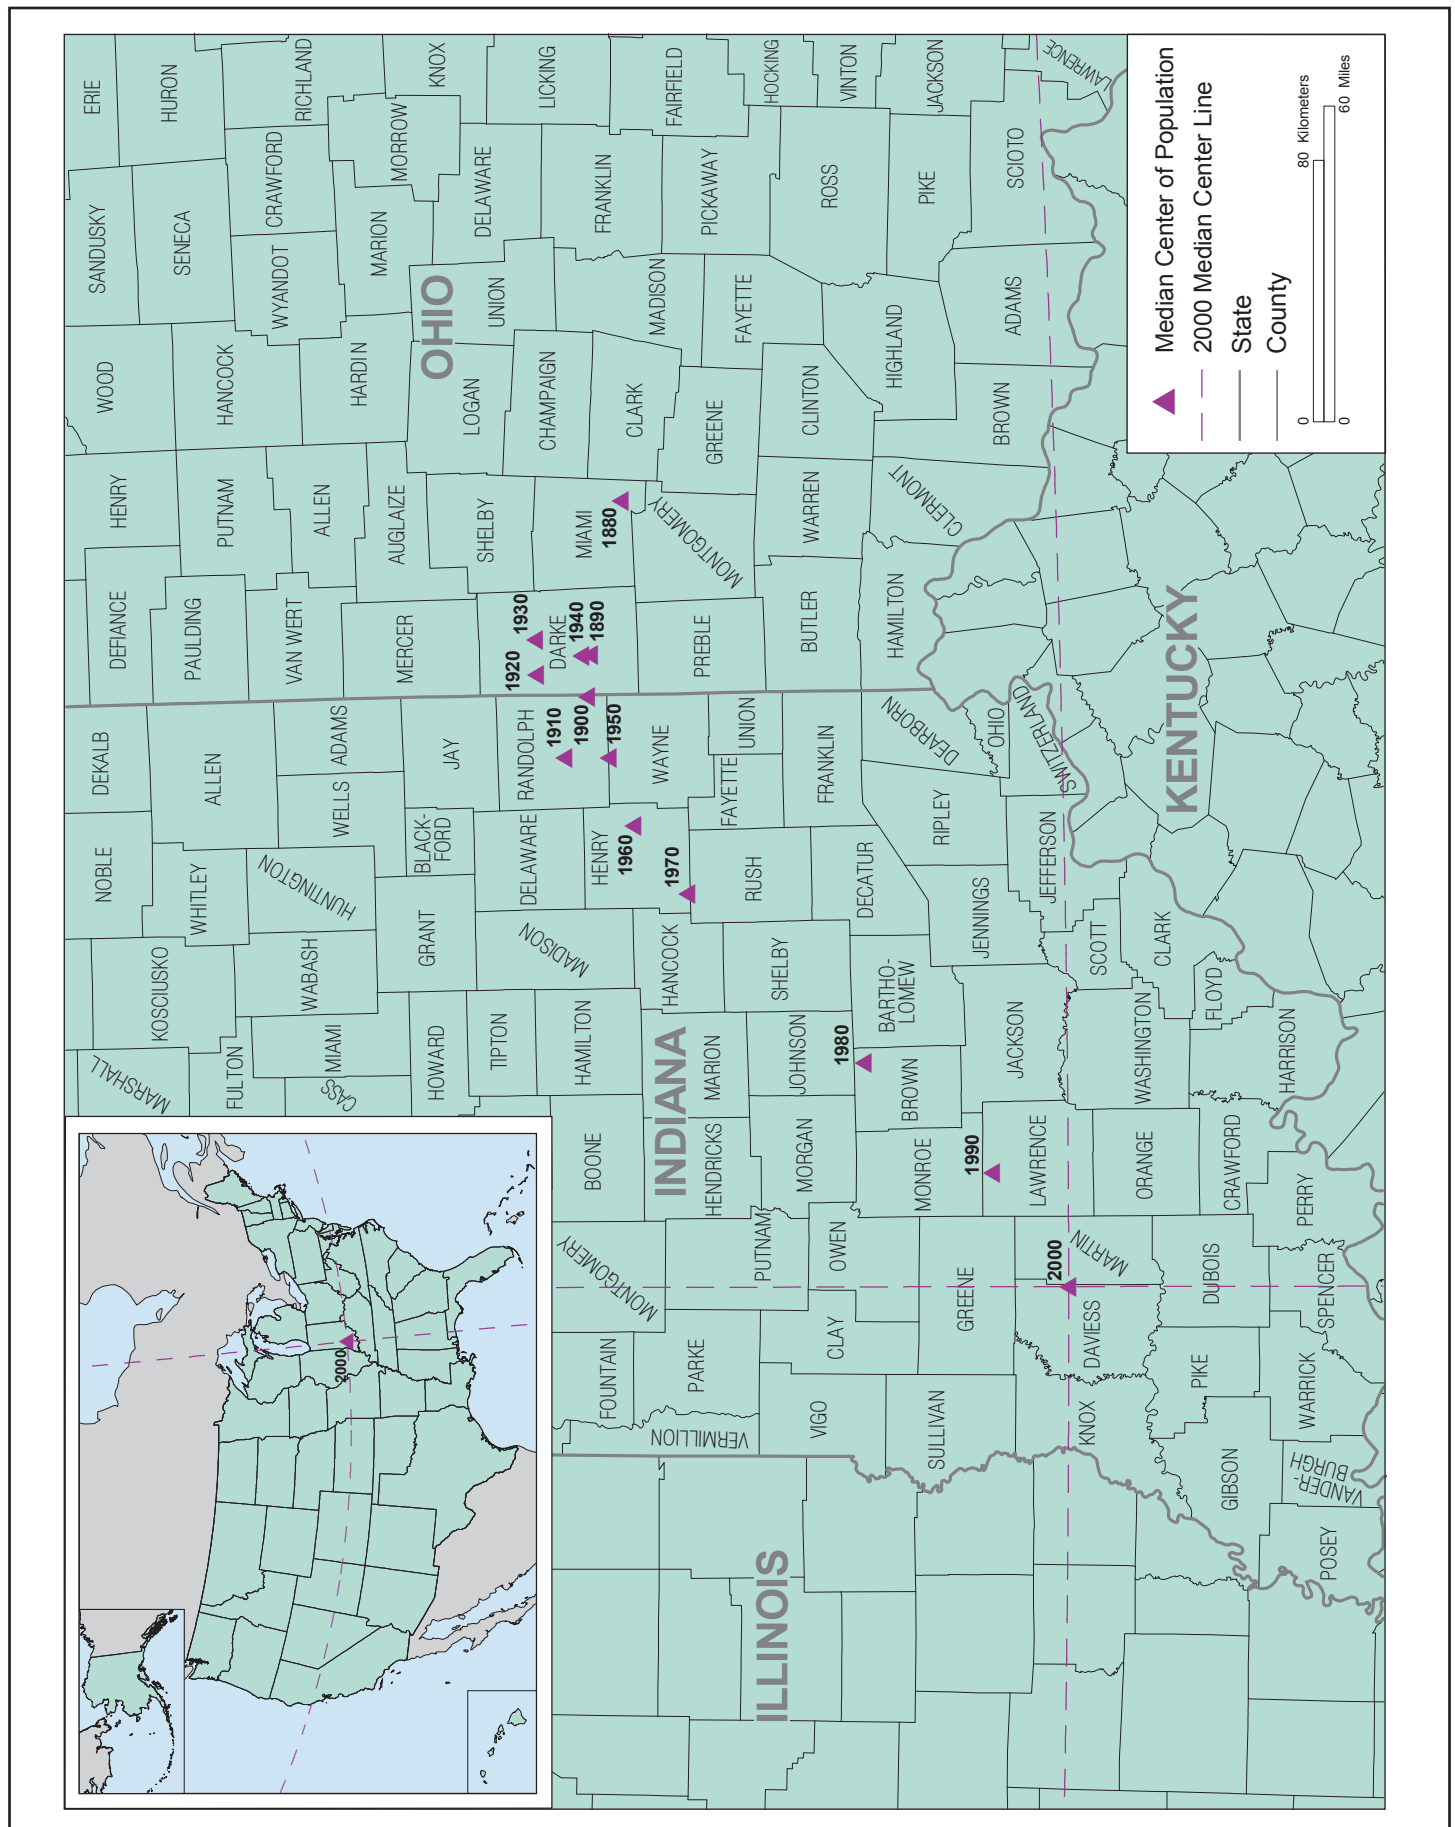 ERIE
HURON
RICHLAND
KNOX
LICKING
FAIRFIELD
HOCKING
VINTON
JACKSON
LAWRENCE
SANDUSKY
SENECA
CRAWFORD
WYANDOT
MORROW
MARION
DELAWARE
FRANKLIN
PICKAWAY
ROSS
PIKE
SCIOTO
WOOD
HANCOCK
HARDIN
OHIO
UNION
LOGAN
CHAMPAIGN
MADISON
CLARK
FAYETTE
GREENE
CLINTON
HIGHLAND
ADAMS
BROWN
HENRY
PUTNAM
ALLEN
AUGLAIZE
SHELBY
MIAMI
1880
MONTGOMERY
WARREN
CLERMONT
DEFIANCE
PAULDING
VAN WERT
MERCER
1930
1920
DARKE
1940
1890
PREBLE
BUTLER
HAMILTON
KENTUCKY
DEKALB
ALLEN
ADAMS
WELLS
JAY
BLACK-
FORD
RANDOLPH
1910
1900
1950
WAYNE
UNION
FAYETTE
FRANKLIN
DEARBORN
OHIO
SWITZERLAND
RIPLEY
JEFFERSON
NOBLE
WHITLEY
HUNTINGTON
DELAWARE
HENRY
1960
1970
RUSH
DECATUR
JENNINGS
SCOTT
CLARK
FLOYD
KOSCIUSKO
WABASH
GRANT
MADISON
HANCOCK
SHELBY
BARTHO-
LOMEW
JACKSON
WASHINGTON
HARRISON
MARSHALL
FULTON
MIAMI
CASS
HOWARD
TIPTON
HAMILTON
INDIANA
MARION
JOHNSON
1980
BROWN
BOONE
HENDRICKS
MORGAN
MONROE
1990
LAWRENCE
ORANGE
CRAWFORD
PERRY
MONTGOMERY
PUTNAM
OWEN
GREENE
2000
MARTIN
DUBOIS
SPENCER
FOUNTAIN
PARKE
CLAY
DAVIESS
PIKE
WARRICK
VERMILLION
VIGO
SULLIVAN
KNOX
GIBSON
VANDER-
BURGH
POSEY
ILLINOIS
2000
Median Center of Population
2000 Median Center Line
State
County
0 80 Kilometers
0 60 Miles